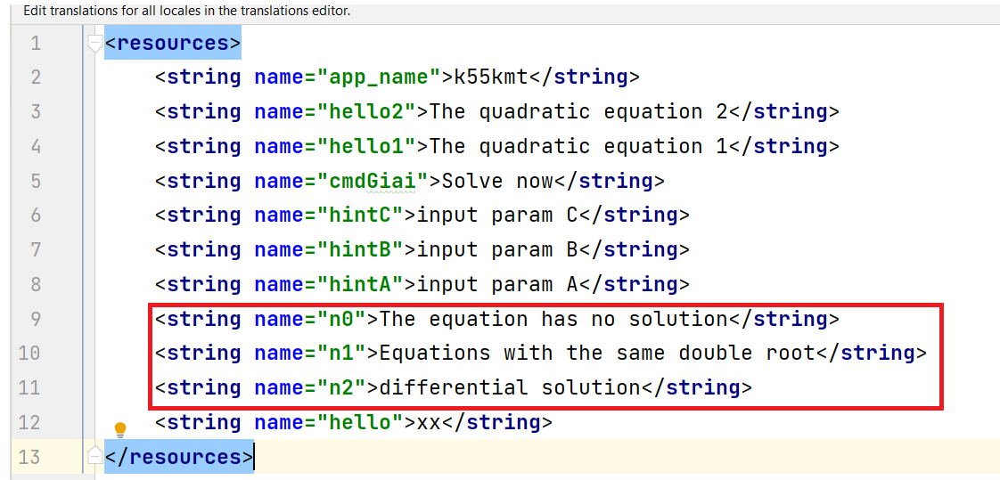 Edit translations for all locales in the translations editor.
1 <resources>
2 <string name="app_name">k55kmt</string>
3 <string name="hello2">The quadratic equation 2</string>
4 <string name="hello1">The quadratic equation 1</string>
5 <string name="cmdGiai">Solve now</string>
6 <string name="hintC">input param C</string>
7 <string name="hintB">input param B</string>
8 <string name="hintA">input param A</string>
9 <string name="n0">The equation has no solution</string>
10 <string name="n1">Equations with the same double root</string>
11 <string name="n2">differential solution</string>
12 <string name="hello">xx</string>
13 </resources>